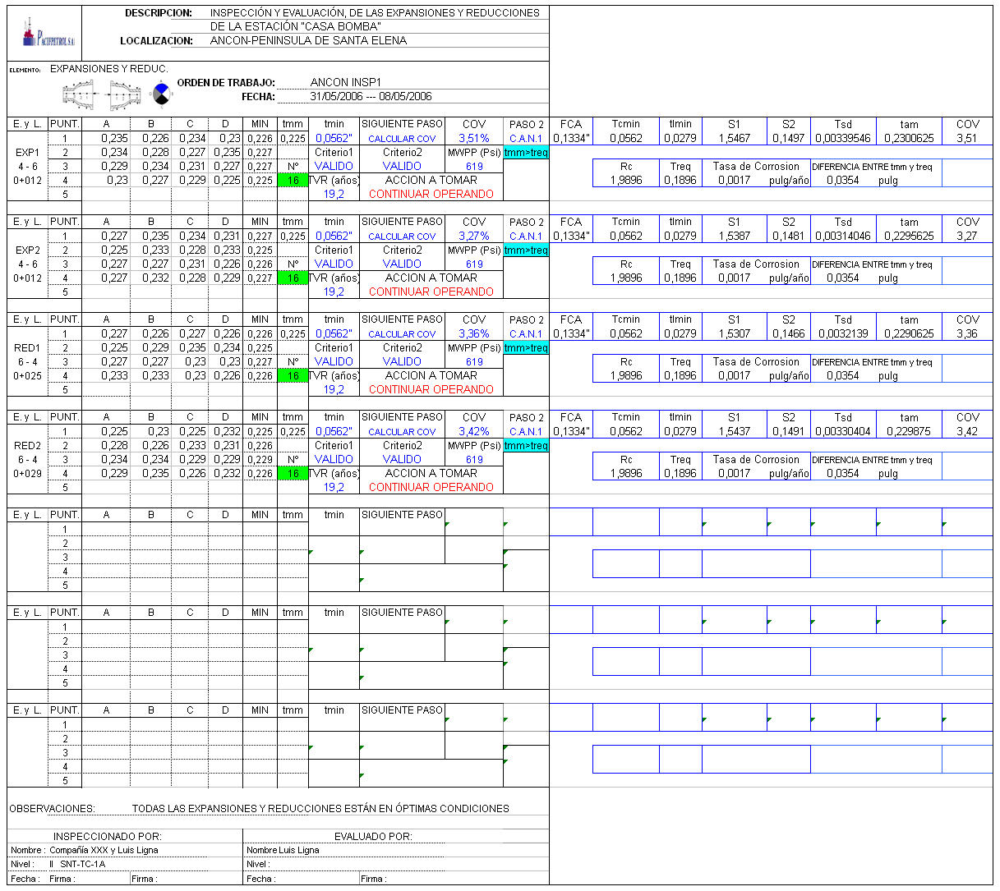 DESCRIPCION: INSPECCIÓN Y EVALUACIÓN, DE LAS EXPANSIONES Y REDUCCIONES
DE LA ESTACIÓN "CASA BOMBA"
PACIFPETROL S.A.
LOCALIZACION: ANCON-PENINSULA DE SANTA ELENA
ELEMENTO: EXPANSIONES Y REDUC.
ORDEN DE TRABAJO: ANCON INSP1
FECHA: 31/05/2006 --- 08/05/2006
E. y L. PUNT. A B C D MIN tmm tmin SIGUIENTE PASO COV PASO 2 FCA Tcmin tlmin S1 S2 Tsd tam COV
1 0,235 0,226 0,234 0,23 0,226 0,225 0,0562" CALCULAR COV 3,51% C.A.N.1 0,1334" 0,0562 0,0279 1,5467 0,1497 0,00339546 0,2300625 3,51
EXP1 2 0,234 0,228 0,227 0,235 0,227 Criterio1 Criterio2 MWPP (Psi) tmm>treq
4 - 6 3 0,229 0,234 0,231 0,227 0,227 Nº VALIDO VALIDO 619 Rc Treq Tasa de Corrosion DIFERENCIA ENTRE tmm y treq
0+012 4 0,23 0,227 0,229 0,225 0,225 16 TVR (años) ACCION A TOMAR 1,9896 0,1896 0,0017 pulg/año 0,0354 pulg
5 19,2 CONTINUAR OPERANDO
E. y L. PUNT. A B C D MIN tmm tmin SIGUIENTE PASO COV PASO 2 FCA Tcmin tlmin S1 S2 Tsd tam COV
1 0,227 0,235 0,234 0,231 0,227 0,225 0,0562" CALCULAR COV 3,27% C.A.N.1 0,1334" 0,0562 0,0279 1,5387 0,1481 0,00314046 0,2295625 3,27
EXP2 2 0,225 0,233 0,228 0,233 0,225 Criterio1 Criterio2 MWPP (Psi) tmm>treq
4 - 6 3 0,227 0,227 0,231 0,226 0,226 Nº VALIDO VALIDO 619 Rc Treq Tasa de Corrosion DIFERENCIA ENTRE tmm y treq
0+012 4 0,227 0,232 0,228 0,229 0,227 16 TVR (años) ACCION A TOMAR 1,9896 0,1896 0,0017 pulg/año 0,0354 pulg
5 19,2 CONTINUAR OPERANDO
E. y L. PUNT. A B C D MIN tmm tmin SIGUIENTE PASO COV PASO 2 FCA Tcmin tlmin S1 S2 Tsd tam COV
1 0,227 0,226 0,227 0,226 0,226 0,225 0,0562" CALCULAR COV 3,36% C.A.N.1 0,1334" 0,0562 0,0279 1,5307 0,1466 0,0032139 0,2290625 3,36
RED1 2 0,225 0,229 0,235 0,234 0,225 Criterio1 Criterio2 MWPP (Psi) tmm>treq
6 - 4 3 0,227 0,227 0,23 0,23 0,227 Nº VALIDO VALIDO 619 Rc Treq Tasa de Corrosion DIFERENCIA ENTRE tmm y treq
0+025 4 0,233 0,233 0,23 0,226 0,226 16 TVR (años) ACCION A TOMAR 1,9896 0,1896 0,0017 pulg/año 0,0354 pulg
5 19,2 CONTINUAR OPERANDO
E. y L. PUNT. A B C D MIN tmm tmin SIGUIENTE PASO COV PASO 2 FCA Tcmin tlmin S1 S2 Tsd tam COV
1 0,225 0,23 0,225 0,232 0,225 0,225 0,0562" CALCULAR COV 3,42% C.A.N.1 0,1334" 0,0562 0,0279 1,5437 0,1491 0,00330404 0,229875 3,42
RED2 2 0,228 0,226 0,233 0,231 0,226 Criterio1 Criterio2 MWPP (Psi) tmm>treq
6 - 4 3 0,234 0,234 0,229 0,229 0,229 Nº VALIDO VALIDO 619 Rc Treq Tasa de Corrosion DIFERENCIA ENTRE tmm y treq
0+029 4 0,229 0,235 0,226 0,232 0,226 16 TVR (años) ACCION A TOMAR 1,9896 0,1896 0,0017 pulg/año 0,0354 pulg
5 19,2 CONTINUAR OPERANDO
E. y L. PUNT. A B C D MIN tmm tmin SIGUIENTE PASO
1
2
3
4
5
E. y L. PUNT. A B C D MIN tmm tmin SIGUIENTE PASO
1
2
3
4
5
E. y L. PUNT. A B C D MIN tmm tmin SIGUIENTE PASO
1
2
3
4
5
OBSERVACIONES: TODAS LAS EXPANSIONES Y REDUCCIONES ESTÁN EN ÓPTIMAS CONDICIONES
INSPECCIONADO POR: EVALUADO POR:
Nombre : Compañía XXX y Luis Ligna Nombre Luis Ligna
Nivel : II SNT-TC-1A Nivel :
Fecha : Firma : Firma : Fecha : Firma :